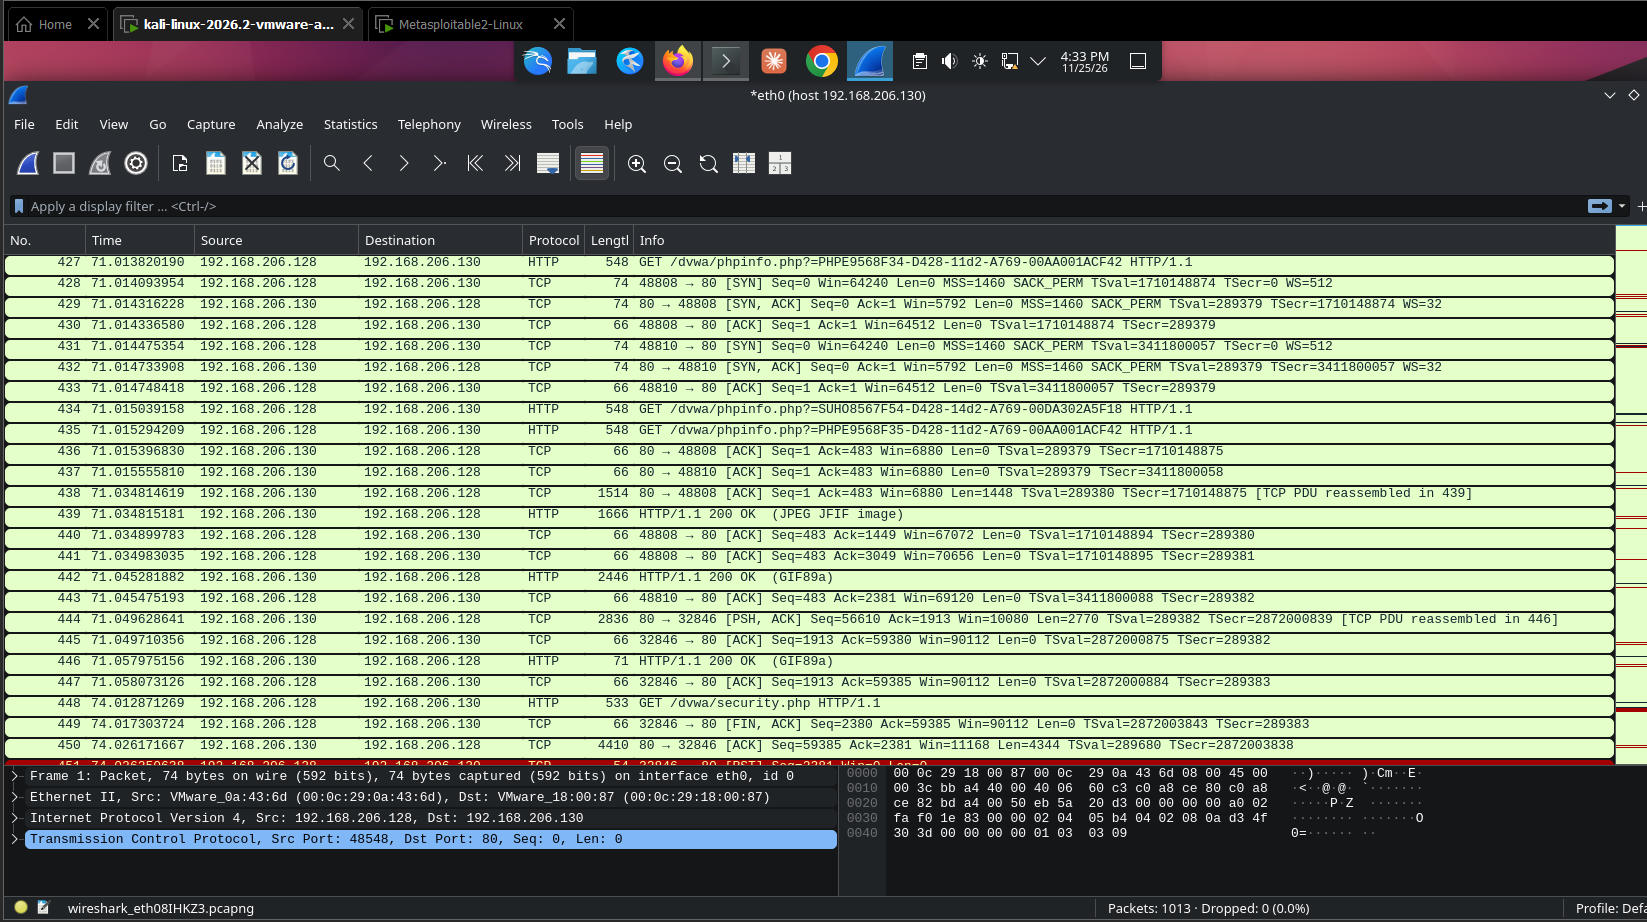 Home
kali-linux-2026.2-vmware-a...
Metasploitable2-Linux
4:33 PM
11/25/26
*eth0 (host 192.168.206.130)
File Edit View Go Capture Analyze Statistics Telephony Wireless Tools Help
Apply a display filter ... <Ctrl-/>
No. Time Source Destination Protocol Lengtl Info
427 71.013820190 192.168.206.128 192.168.206.130 HTTP 548 GET /dvwa/phpinfo.php?=PHPE9568F34-D428-11d2-A769-00AA001ACF42 HTTP/1.1
428 71.014093954 192.168.206.128 192.168.206.130 TCP 74 48808 → 80 [SYN] Seq=0 Win=64240 Len=0 MSS=1460 SACK_PERM TSval=1710148874 TSecr=0 WS=512
429 71.014316228 192.168.206.130 192.168.206.128 TCP 74 80 → 48808 [SYN, ACK] Seq=0 Ack=1 Win=5792 Len=0 MSS=1460 SACK_PERM TSval=289379 TSecr=1710148874 WS=32
430 71.014336580 192.168.206.128 192.168.206.130 TCP 66 48808 → 80 [ACK] Seq=1 Ack=1 Win=64512 Len=0 TSval=1710148874 TSecr=289379
431 71.014475354 192.168.206.128 192.168.206.130 TCP 74 48810 → 80 [SYN] Seq=0 Win=64240 Len=0 MSS=1460 SACK_PERM TSval=3411800057 TSecr=0 WS=512
432 71.014733908 192.168.206.130 192.168.206.128 TCP 74 80 → 48810 [SYN, ACK] Seq=0 Ack=1 Win=5792 Len=0 MSS=1460 SACK_PERM TSval=289379 TSecr=3411800057 WS=32
433 71.014748418 192.168.206.128 192.168.206.130 TCP 66 48810 → 80 [ACK] Seq=1 Ack=1 Win=64512 Len=0 TSval=3411800057 TSecr=289379
434 71.015039158 192.168.206.128 192.168.206.130 HTTP 548 GET /dvwa/phpinfo.php?=SUHO8567F54-D428-14d2-A769-00DA302A5F18 HTTP/1.1
435 71.015294209 192.168.206.128 192.168.206.130 HTTP 548 GET /dvwa/phpinfo.php?=PHPE9568F35-D428-11d2-A769-00AA001ACF42 HTTP/1.1
436 71.015396830 192.168.206.130 192.168.206.128 TCP 66 80 → 48808 [ACK] Seq=1 Ack=483 Win=6880 Len=0 TSval=289379 TSecr=1710148875
437 71.015555810 192.168.206.130 192.168.206.128 TCP 66 80 → 48810 [ACK] Seq=1 Ack=483 Win=6880 Len=0 TSval=289379 TSecr=3411800058
438 71.034814619 192.168.206.130 192.168.206.128 TCP 1514 80 → 48808 [ACK] Seq=1 Ack=483 Win=6880 Len=1448 TSval=289380 TSecr=1710148875 [TCP PDU reassembled in 439]
439 71.034815181 192.168.206.130 192.168.206.128 HTTP 1666 HTTP/1.1 200 OK (JPEG JFIF image)
440 71.034899783 192.168.206.128 192.168.206.130 TCP 66 48808 → 80 [ACK] Seq=483 Ack=1449 Win=67072 Len=0 TSval=1710148894 TSecr=289380
441 71.034983035 192.168.206.128 192.168.206.130 TCP 66 48808 → 80 [ACK] Seq=483 Ack=3049 Win=70656 Len=0 TSval=1710148895 TSecr=289381
442 71.045281882 192.168.206.130 192.168.206.128 HTTP 2446 HTTP/1.1 200 OK (GIF89a)
443 71.045475193 192.168.206.128 192.168.206.130 TCP 66 48810 → 80 [ACK] Seq=483 Ack=2381 Win=69120 Len=0 TSval=3411800088 TSecr=289382
444 71.049628641 192.168.206.130 192.168.206.128 TCP 2836 80 → 32846 [PSH, ACK] Seq=56610 Ack=1913 Win=10080 Len=2770 TSval=289382 TSecr=2872000839 [TCP PDU reassembled in 446]
445 71.049710356 192.168.206.128 192.168.206.130 TCP 66 32846 → 80 [ACK] Seq=1913 Ack=59380 Win=90112 Len=0 TSval=2872000875 TSecr=289382
446 71.057975156 192.168.206.130 192.168.206.128 HTTP 71 HTTP/1.1 200 OK (GIF89a)
447 71.058073126 192.168.206.128 192.168.206.130 TCP 66 32846 → 80 [ACK] Seq=1913 Ack=59385 Win=90112 Len=0 TSval=2872000884 TSecr=289383
448 74.012871269 192.168.206.128 192.168.206.130 HTTP 533 GET /dvwa/security.php HTTP/1.1
449 74.017303724 192.168.206.128 192.168.206.130 TCP 66 32846 → 80 [FIN, ACK] Seq=2380 Ack=59385 Win=90112 Len=0 TSval=2872003843 TSecr=289383
450 74.026171667 192.168.206.130 192.168.206.128 TCP 4410 80 → 32846 [ACK] Seq=59385 Ack=2381 Win=11168 Len=4344 TSval=289680 TSecr=2872003838
Frame 1: Packet, 74 bytes on wire (592 bits), 74 bytes captured (592 bits) on interface eth0, id 0
Ethernet II, Src: VMware_0a:43:6d (00:0c:29:0a:43:6d), Dst: VMware_18:00:87 (00:0c:29:18:00:87)
Internet Protocol Version 4, Src: 192.168.206.128, Dst: 192.168.206.130
Transmission Control Protocol, Src Port: 48548, Dst Port: 80, Seq: 0, Len: 0
0000 00 0c 29 18 00 87 00 0c 29 0a 43 6d 08 00 45 00 ··)····· )·Cm··E·
0010 00 3c bb a4 40 00 40 06 60 c3 c0 a8 ce 80 c0 a8 ·<··@·@· `·······
0020 ce 82 bd a4 00 50 eb 5a 20 d3 00 00 00 00 a0 02 ·····P·Z ·······
0030 fa f0 1e 83 00 00 02 04 05 b4 04 02 08 0a d3 4f ········ ·······O
0040 30 3d 00 00 00 00 01 03 03 09 0=······ ··
wireshark_eth08IHKZ3.pcapng
Packets: 1013 · Dropped: 0 (0.0%)
Profile: Defa